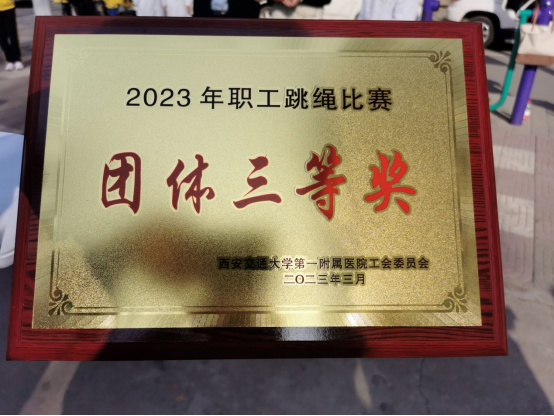 2023年职工跳绳比赛
团体三等奖
西安交通大学第一附属医院工会委员会
二〇二三年三月